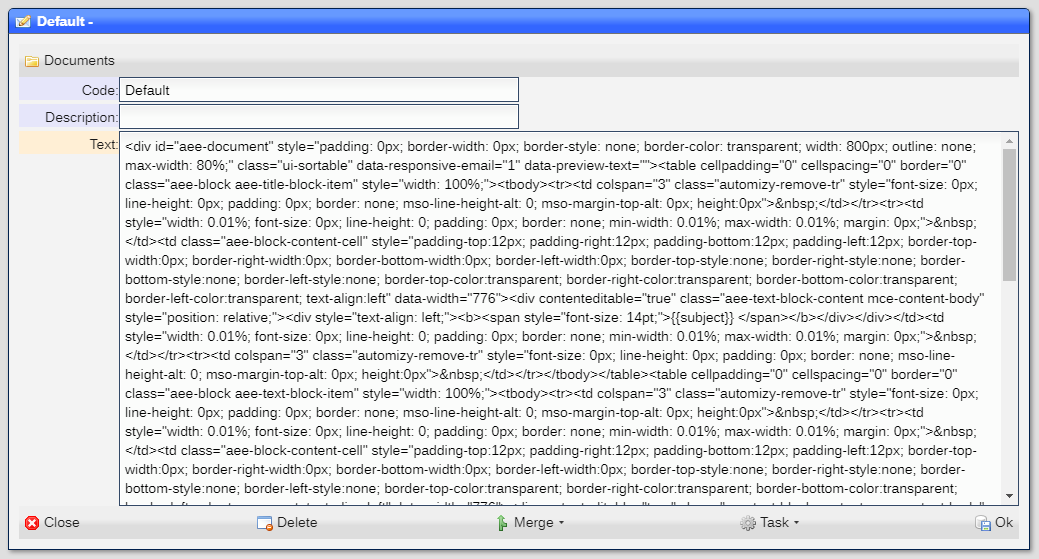 Default -
Documents
Code: Default
Description:
Text: <div id="aee-document" style="padding: 0px; border-width: 0px; border-style: none; border-color: transparent; width: 800px; outline: none;
max-width: 80%;" class="ui-sortable" data-responsive-email="1" data-preview-text=""><table cellpadding="0" cellspacing="0" border="0"
class="aee-block aee-title-block-item" style="width: 100%;"><tbody><tr><td colspan="3" class="automizy-remove-tr" style="font-size: 0px;
line-height: 0px; padding: 0px; border: none; mso-line-height-alt: 0; mso-margin-top-alt: 0px; height:0px">&nbsp;</td></tr><tr><td
style="width: 0.01%; font-size: 0px; line-height: 0; padding: 0px; border: none; min-width: 0.01%; max-width: 0.01%; margin: 0px;">&nbsp;
</td><td class="aee-block-content-cell" style="padding-top:12px; padding-right:12px; padding-bottom:12px; padding-left:12px; border-top-
width:0px; border-right-width:0px; border-bottom-width:0px; border-left-width:0px; border-top-style:none; border-right-style:none; border-
bottom-style:none; border-left-style:none; border-top-color:transparent; border-right-color:transparent; border-bottom-color:transparent;
border-left-color:transparent; text-align:left" data-width="776"><div contenteditable="true" class="aee-text-block-content mce-content-body"
style="position: relative;"><div style="text-align: left;"><b><span style="font-size: 14pt;">{{subject}} </span></b></div></div></td><td
style="width: 0.01%; font-size: 0px; line-height: 0; padding: 0px; border: none; min-width: 0.01%; max-width: 0.01%; margin: 0px;">&nbsp;
</td></tr><tr><td colspan="3" class="automizy-remove-tr" style="font-size: 0px; line-height: 0px; padding: 0px; border: none; mso-line-
height-alt: 0; mso-margin-top-alt: 0px; height:0px">&nbsp;</td></tr></tbody></table><table cellpadding="0" cellspacing="0" border="0"
class="aee-block aee-text-block-item" style="width: 100%;"><tbody><tr><td colspan="3" class="automizy-remove-tr" style="font-size: 0px;
line-height: 0px; padding: 0px; border: none; mso-line-height-alt: 0; mso-margin-top-alt: 0px; height:0px">&nbsp;</td></tr><tr><td
style="width: 0.01%; font-size: 0px; line-height: 0; padding: 0px; border: none; min-width: 0.01%; max-width: 0.01%; margin: 0px;">&nbsp;
</td><td class="aee-block-content-cell" style="padding-top:12px; padding-right:12px; padding-bottom:12px; padding-left:12px; border-top-
width:0px; border-right-width:0px; border-bottom-width:0px; border-left-width:0px; border-top-style:none; border-right-style:none; border-
bottom-style:none; border-left-style:none; border-top-color:transparent; border-right-color:transparent; border-bottom-color:transparent;
Close Delete Merge Task Ok